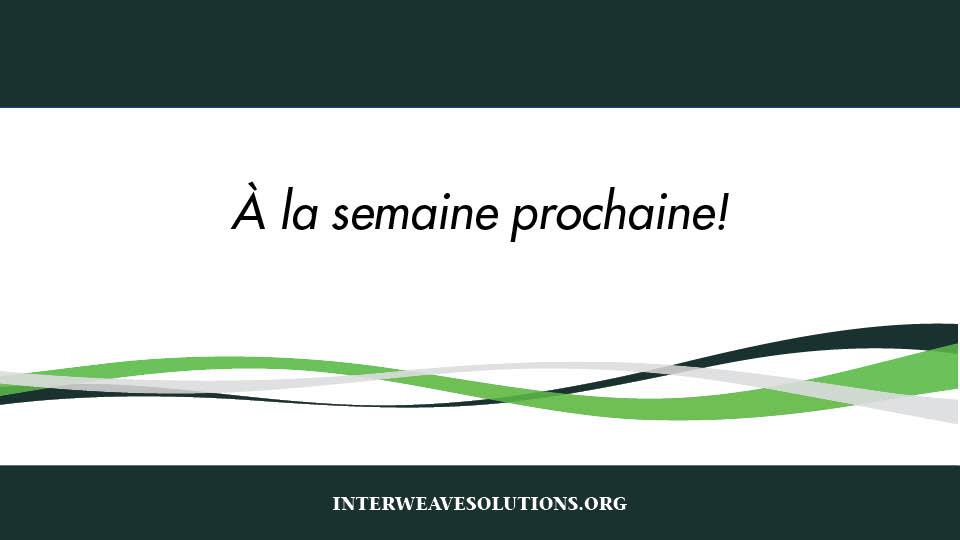 À la semaine prochaine!
INTERWEAVESOLUTIONS.ORG